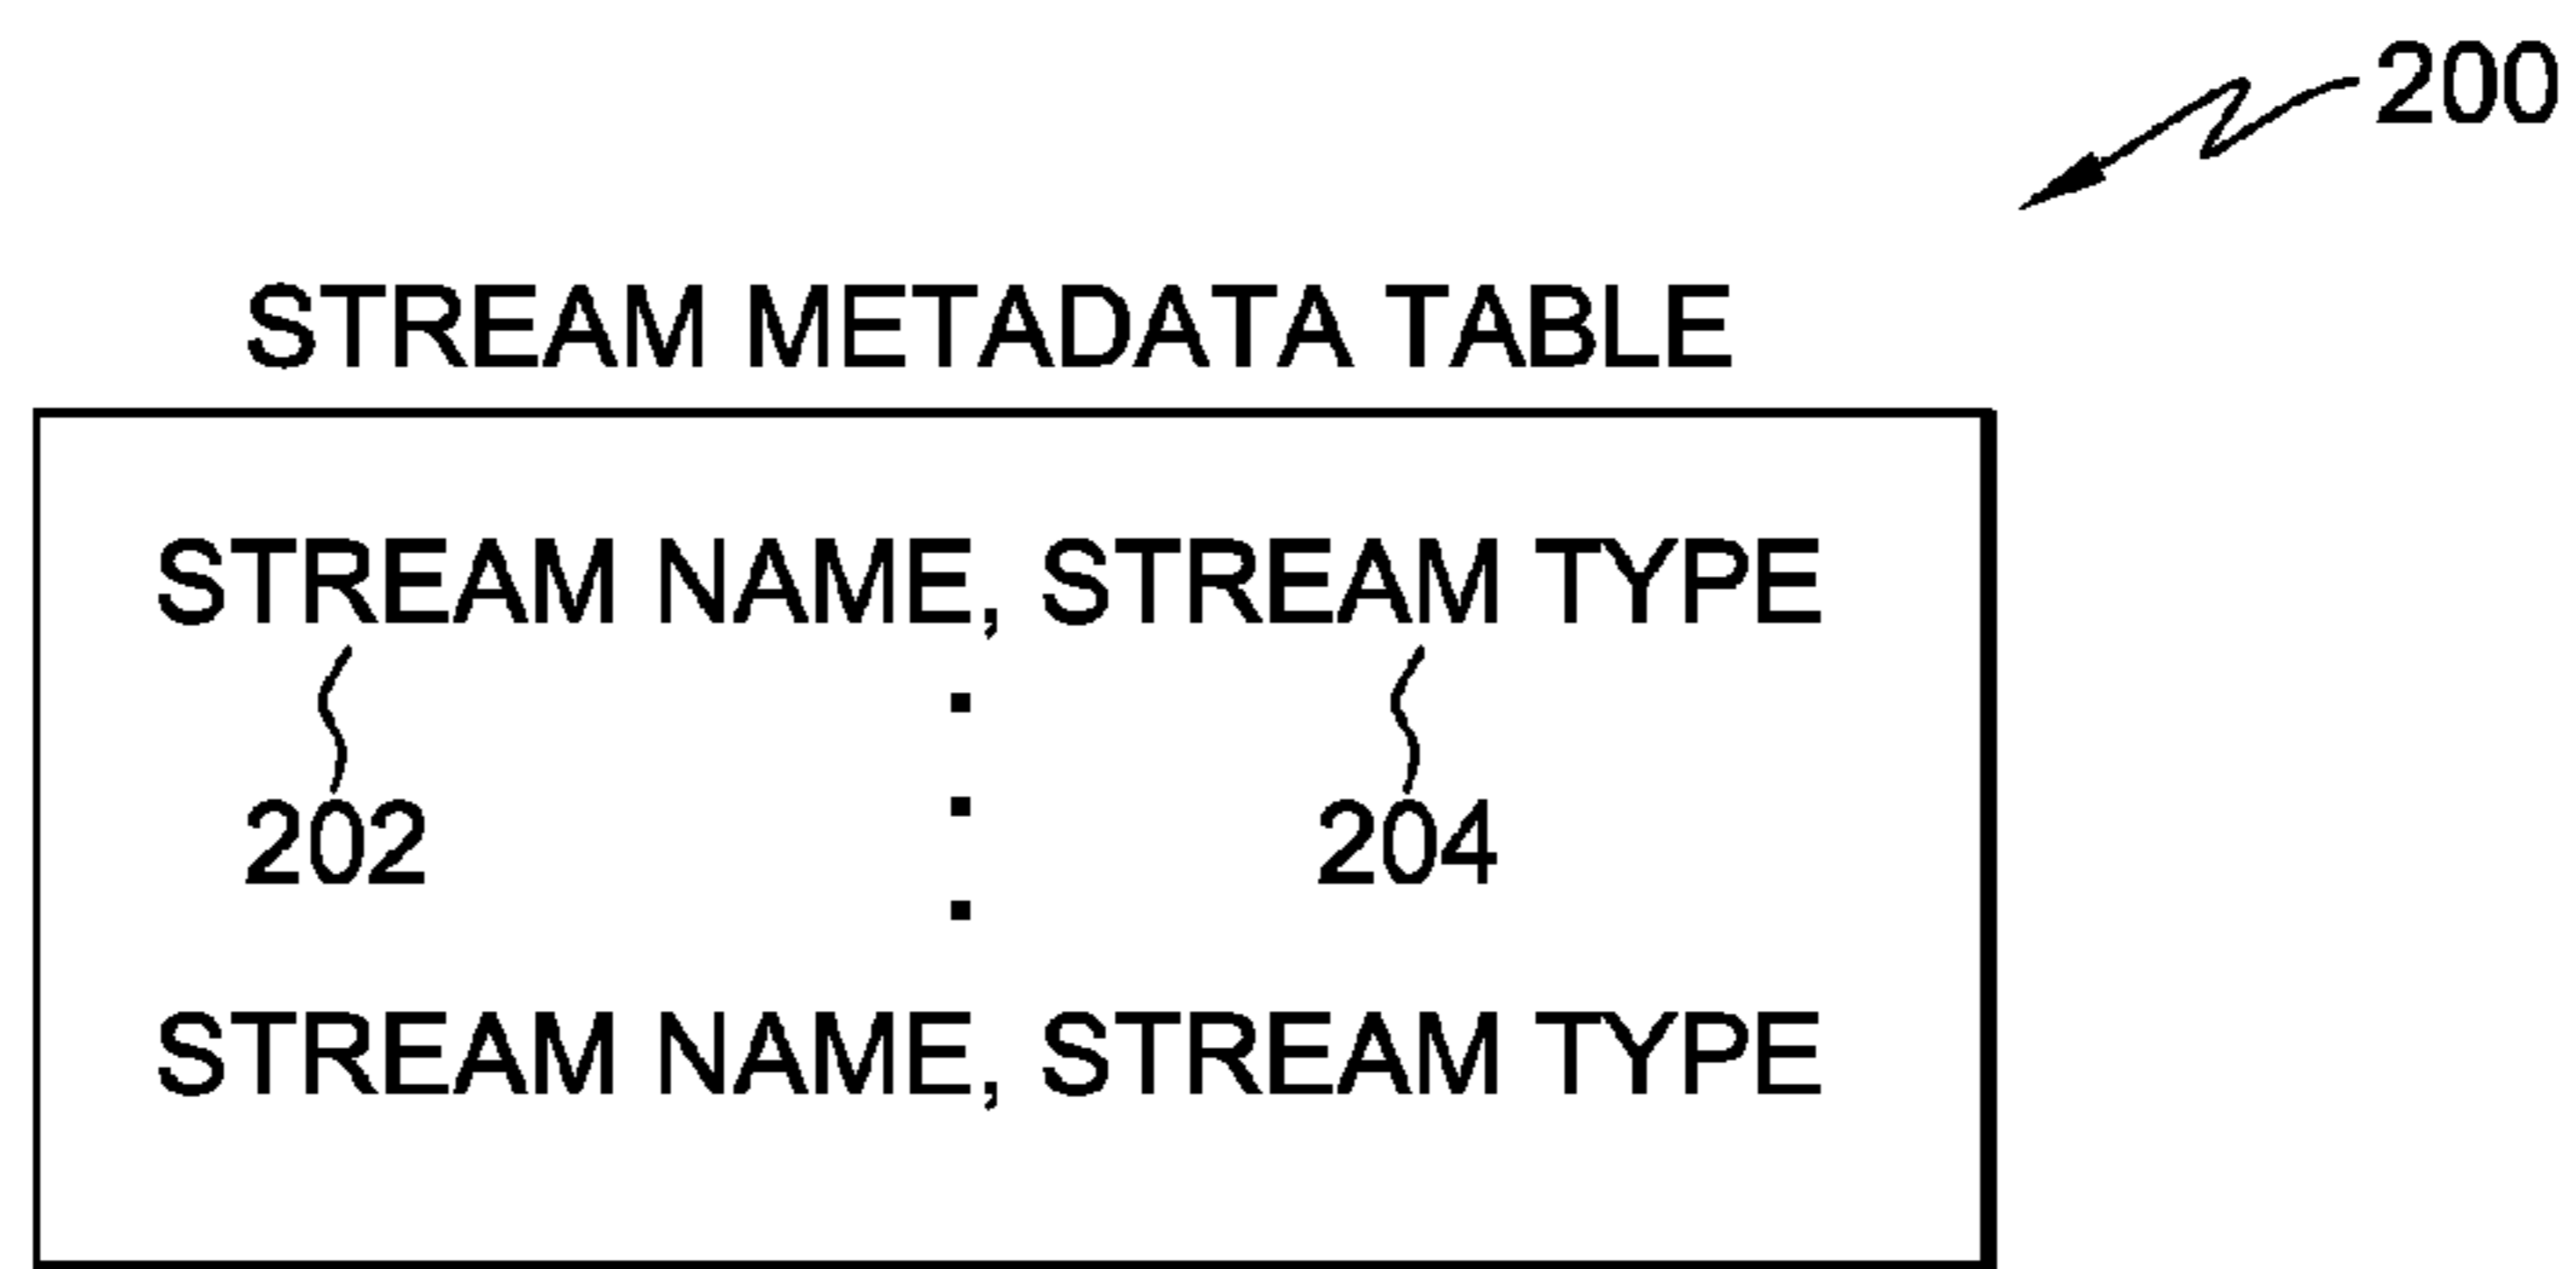 200
STREAM METADATA TABLE
STREAM NAME, STREAM TYPE
202 204
STREAM NAME, STREAM TYPE